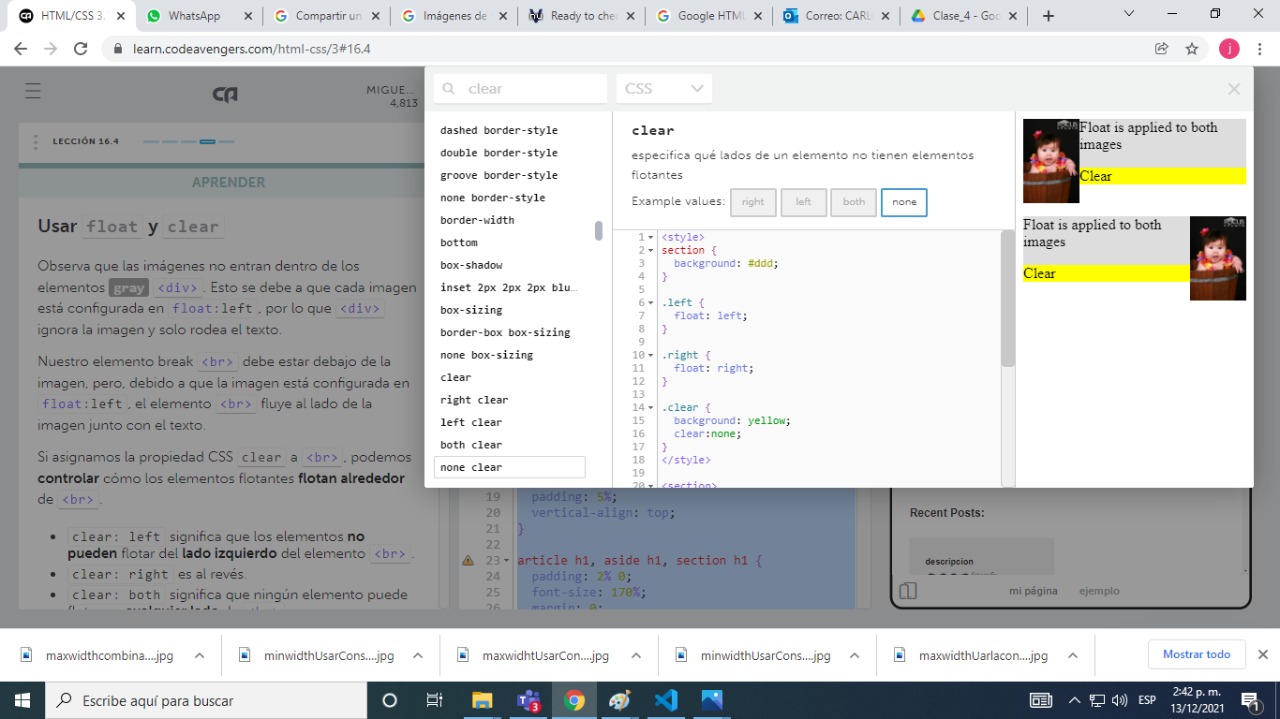 HTML/CSS 3.
WhatsApp
Compartir un
Imágenes de
Ready to che
Google HTML
Correo: CARL
Clase_4 - Goo
learn.codeavengers.com/html-css/3#16.4
j
MIGUE...
4,813
LECCIÓN 16.4
APRENDER
Usar float y clear
Observa que las imágenes no entran dentro de los
elementos gray <div>. Esto se debe a que cada imagen
está configurada en float:left, por lo que <div>
ignora la imagen y solo rodea el texto.
Nuestro elemento break <br> debe estar debajo de la
imagen, pero, debido a que la imagen está configurada en
float:left, el elemento <br> fluye al lado de la
imagen junto con el texto.
Si asignamos la propiedad CSS clear a <br>, podemos
controlar cómo los elementos flotantes flotan alrededor
de <br>.
• clear: left significa que los elementos no
pueden flotar del lado izquierdo del elemento <br>.
• clear: right es al revés.
• clear: both significa que ningún elemento puede
clear
CSS
dashed border-style
double border-style
groove border-style
none border-style
border-width
bottom
box-shadow
inset 2px 2px 2px blu...
box-sizing
border-box box-sizing
none box-sizing
clear
right clear
left clear
both clear
none clear
clear
especifica qué lados de un elemento no tienen elementos
flotantes
Example values: right left both none
1 <style>
2 section {
3 background: #ddd;
4 }
5
6 .left {
7 float: left;
8 }
9
10 .right {
11 float: right;
12 }
13
14 .clear {
15 background: yellow;
16 clear:none;
17 }
18 </style>
19
20 <section>
Float is applied to both
images
Clear
Float is applied to both
images
Clear
19 padding: 5%;
20 vertical-align: top;
21 }
22
23 article h1, aside h1, section h1 {
24 padding: 2% 0;
25 font-size: 170%;
26 margin: 0;
Recent Posts:
descripcion
mi página
ejemplo
maxwidthcombina....jpg
minwidthUsarCons....jpg
maxwidhtUsarCon....jpg
minwidthUsarCons....jpg
maxwidthUarlacon....jpg
Mostrar todo
Escribe aquí para buscar
3
ESP
2:42 p. m.
13/12/2021
1